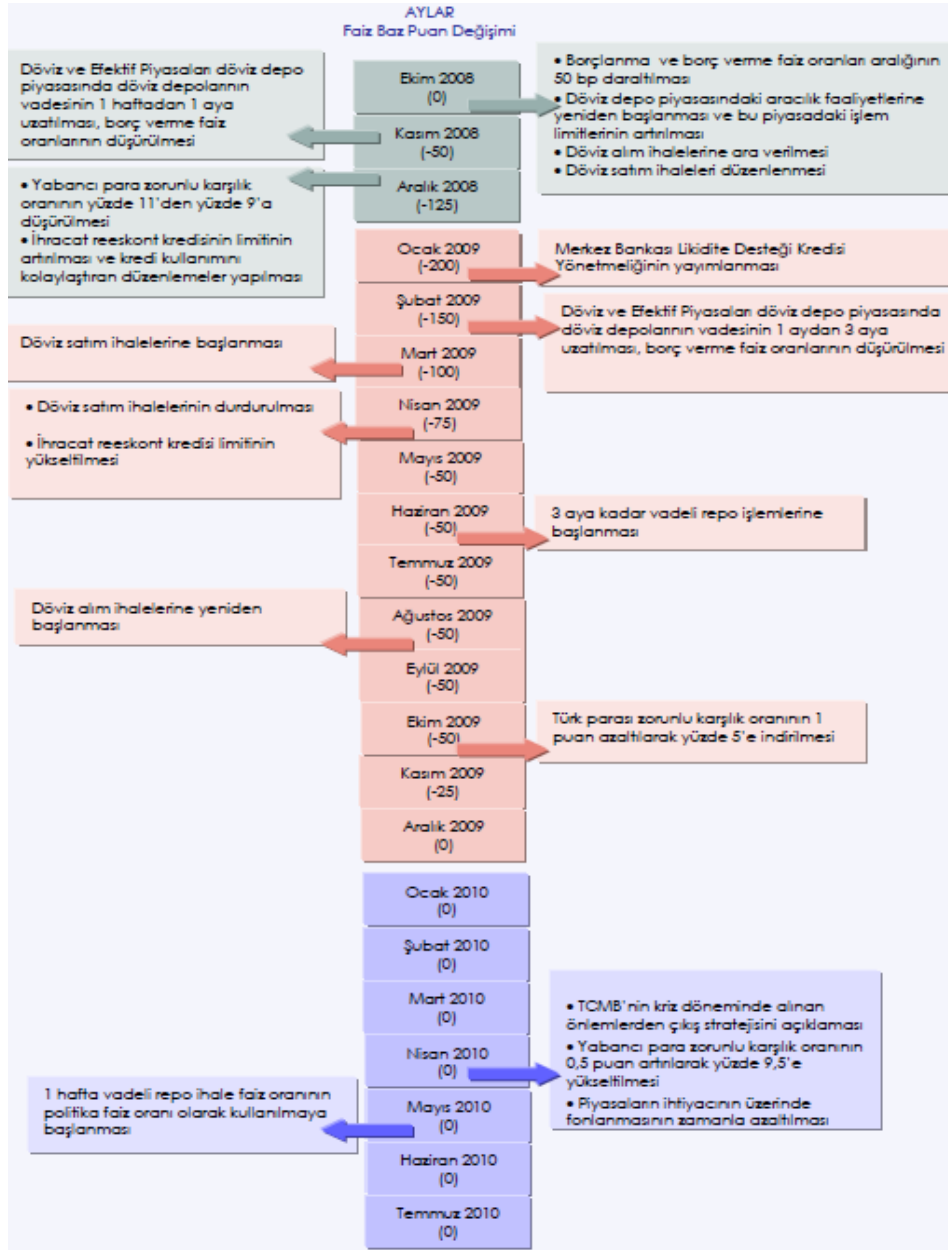 AYLAR
Faiz Baz Puan Değişimi
Döviz ve Efektif Piyasaları döviz depo
piyasasında döviz depolarının
vadesinin 1 haftadan 1 aya
uzatılması, borç verme faiz
oranlarının düşürülmesi
Ekim 2008
(0)
• Borçlanma ve borç verme faiz oranları aralığının
50 bp daraltılması
• Döviz depo piyasasındaki aracılık faaliyetlerine
yeniden başlanması ve bu piyasadaki işlem
limitlerinin artırılması
• Döviz alım ihalelerine ara verilmesi
• Döviz satım ihaleleri düzenlenmesi
Kasım 2008
(-50)
• Yabancı para zorunlu karşılık
oranının yüzde 11'den yüzde 9'a
düşürülmesi
• İhracat reeskont kredisinin limitinin
artırılması ve kredi kullanımını
kolaylaştıran düzenlemeler yapılması
Aralık 2008
(-125)
Ocak 2009
(-200)
Merkez Bankası Likidite Desteği Kredisi
Yönetmeliğinin yayımlanması
Şubat 2009
(-150)
Döviz ve Efektif Piyasaları döviz depo piyasasında
döviz depolarının vadesinin 1 aydan 3 aya
uzatılması, borç verme faiz oranlarının düşürülmesi
Döviz satım ihalelerine başlanması
Mart 2009
(-100)
• Döviz satım ihalelerinin durdurulması
• İhracat reeskont kredisi limitinin
yükseltilmesi
Nisan 2009
(-75)
Mayıs 2009
(-50)
Haziran 2009
(-50)
3 aya kadar vadeli repo işlemlerine
başlanması
Temmuz 2009
(-50)
Döviz alım ihalelerine yeniden
başlanması
Ağustos 2009
(-50)
Eylül 2009
(-50)
Ekim 2009
(-50)
Türk parası zorunlu karşlık oranının 1
puan azaltılarak yüzde 5'e indirilmesi
Kasım 2009
(-25)
Aralık 2009
(0)
Ocak 2010
(0)
Şubat 2010
(0)
Mart 2010
(0)
Nisan 2010
(0)
• TCMB'nin kriz döneminde alınan
önlemlerden çıkış stratejisini açıklaması
• Yabancı para zorunlu karşılık oranının
0,5 puan artırılarak yüzde 9,5'e
yükseltilmesi
• Piyasaların ihtiyacının üzerinde
fonlanmasının zamanla azaltılması
1 hafta vadeli repo ihale faiz oranının
politika faiz oranı olarak kullanılmaya
başlanması
Mayıs 2010
(0)
Haziran 2010
(0)
Temmuz 2010
(0)